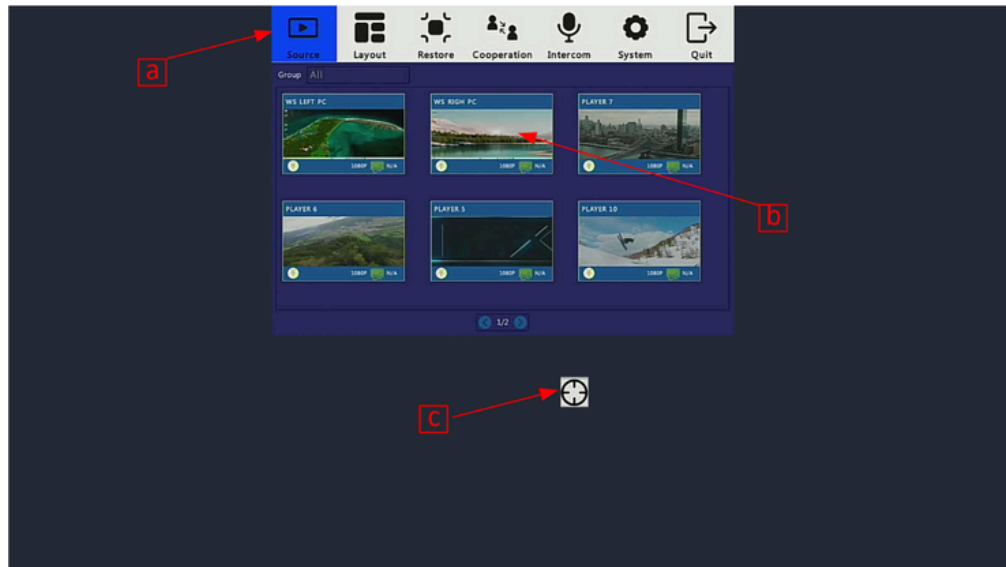 Source Layout Restore Cooperation Intercom System Quit
a
Group All
WS LEFT PC WS RIGH PC PLAYER 7
1080P N/A 1080P N/A 1080P N/A
b
PLAYER 6 PLAYER 5 PLAYER 10
1080P N/A 1080P N/A 1080P N/A
1/2
c